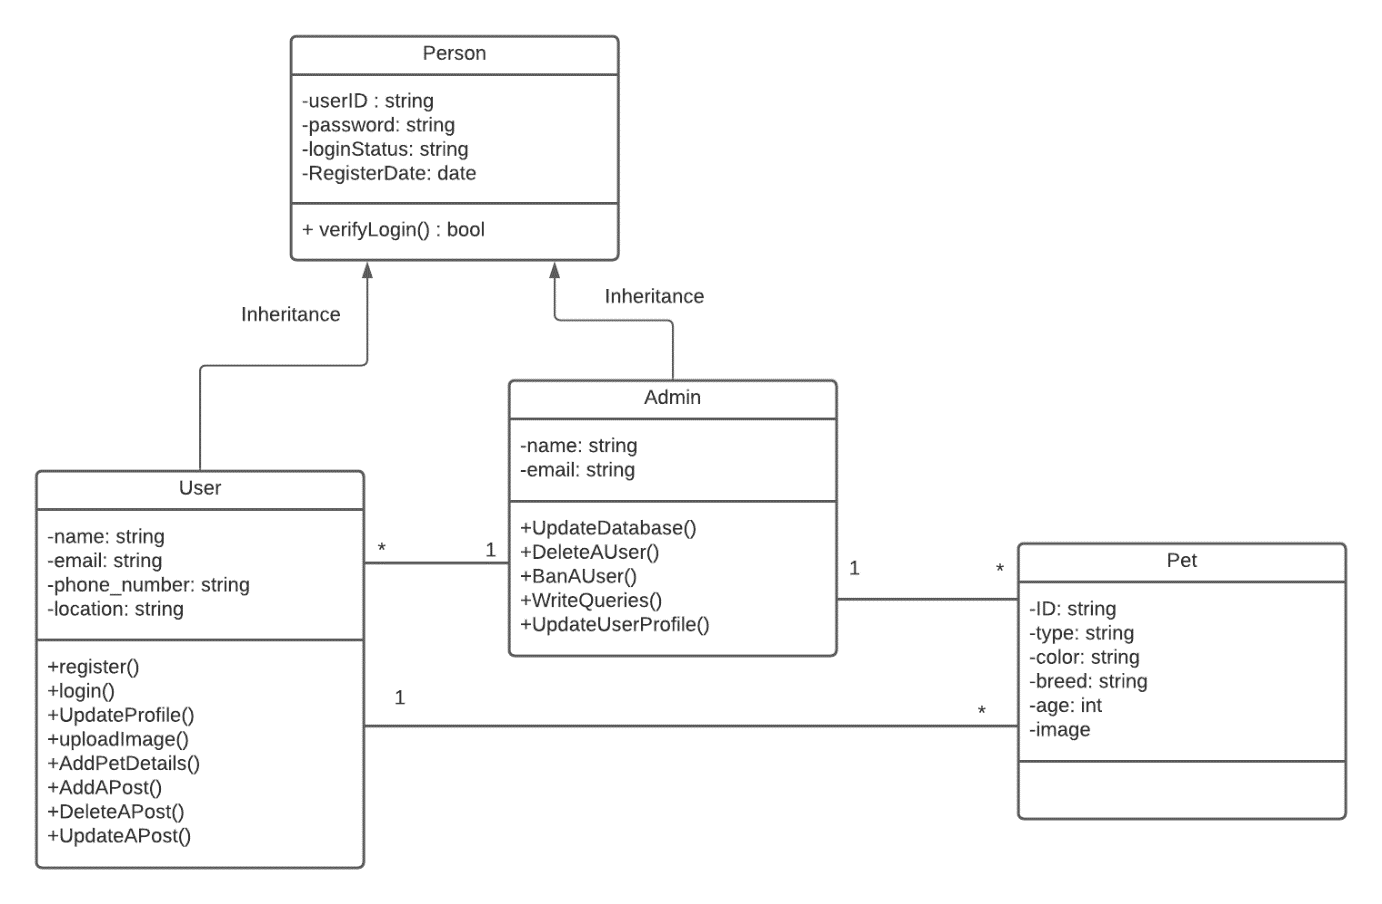 Person
-userID : string
-password: string
-loginStatus: string
-RegisterDate: date
+ verifyLogin() : bool
Inheritance
Inheritance
Admin
-name: string
-email: string
+UpdateDatabase()
+DeleteAUser()
+BanAUser()
+WriteQueries()
+UpdateUserProfile()
User
-name: string
-email: string
-phone_number: string
-location: string
+register()
+login()
+UpdateProfile()
+uploadImage()
+AddPetDetails()
+AddAPost()
+DeleteAPost()
+UpdateAPost()
* 1
1 *
1 *
Pet
-ID: string
-type: string
-color: string
-breed: string
-age: int
-image